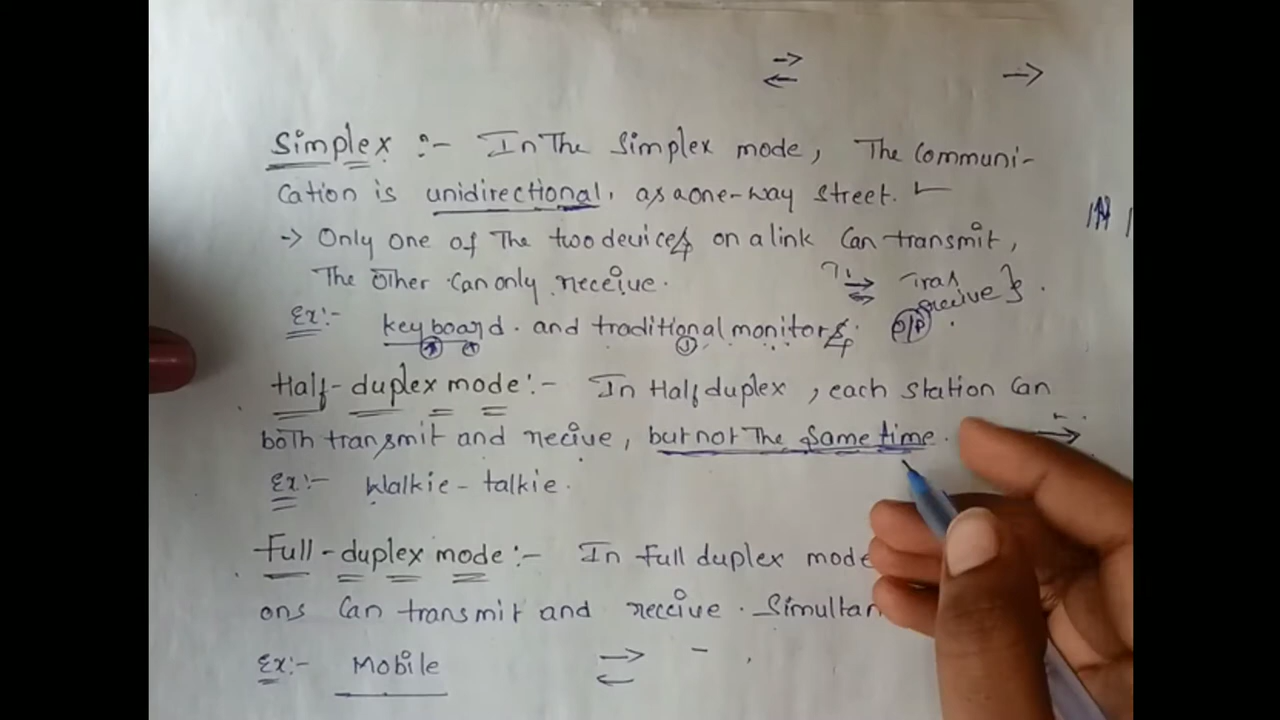 Simplex :- In The Simplex mode, The Communi-
Cation is unidirectional. as a one-way street.
-> Only One of The two devices on a link Can transmit,
The Other Can only receive.
Ex:- keyboard. and traditional monitors.
O/P
Half-duplex mode:- In Half duplex, each Station Can
both transmit and recive, but not The Same time.
Ex:- Walkie-talkie.
Full-duplex mode:- In full duplex mode
ons Can transmit and receive. Simultan
Ex:- Mobile